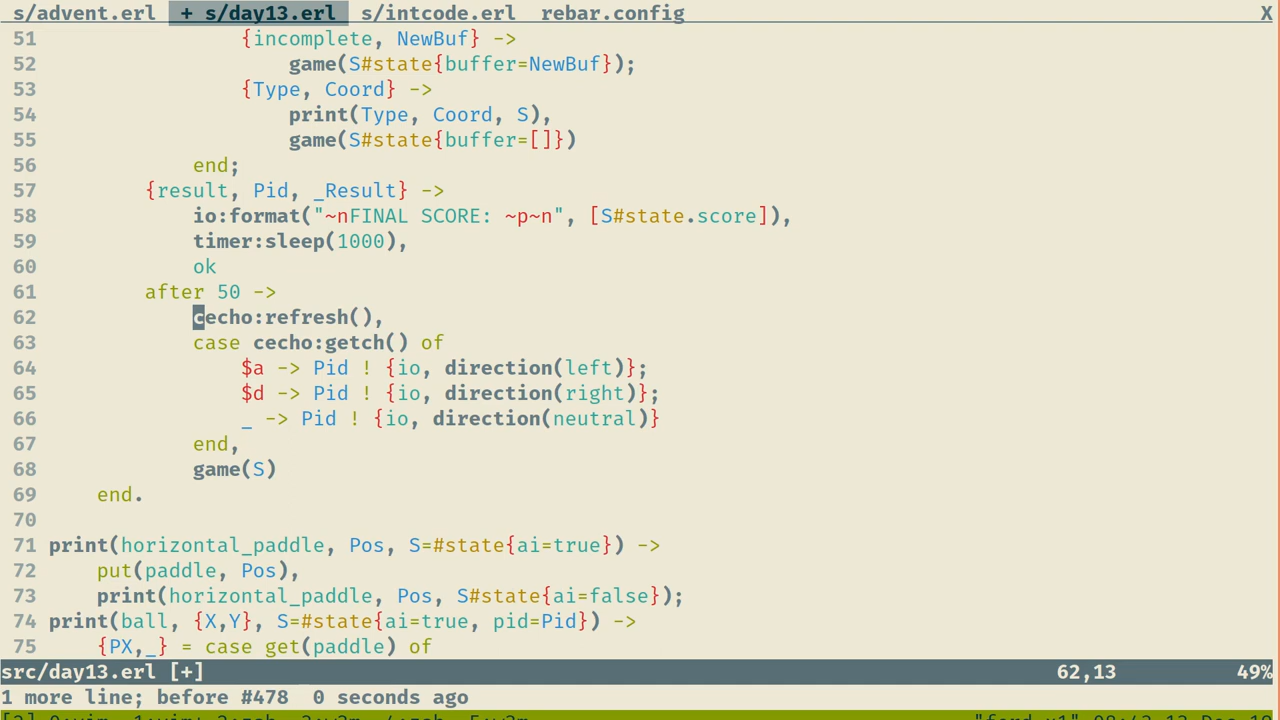 s/advent.erl + s/day13.erl s/intcode.erl rebar.config X
51 {incomplete, NewBuf} ->
52 game(S#state{buffer=NewBuf});
53 {Type, Coord} ->
54 print(Type, Coord, S),
55 game(S#state{buffer=[]})
56 end;
57 {result, Pid, _Result} ->
58 io:format("~nFINAL SCORE: ~p~n", [S#state.score]),
59 timer:sleep(1000),
60 ok
61 after 50 ->
62 cecho:refresh(),
63 case cecho:getch() of
64 $a -> Pid ! {io, direction(left)};
65 $d -> Pid ! {io, direction(right)};
66 _ -> Pid ! {io, direction(neutral)}
67 end,
68 game(S)
69 end.
70
71 print(horizontal_paddle, Pos, S=#state{ai=true}) ->
72 put(paddle, Pos),
73 print(horizontal_paddle, Pos, S#state{ai=false});
74 print(ball, {X,Y}, S=#state{ai=true, pid=Pid}) ->
75 {PX,_} = case get(paddle) of
src/day13.erl [+] 62,13 49%
1 more line; before #478 0 seconds ago